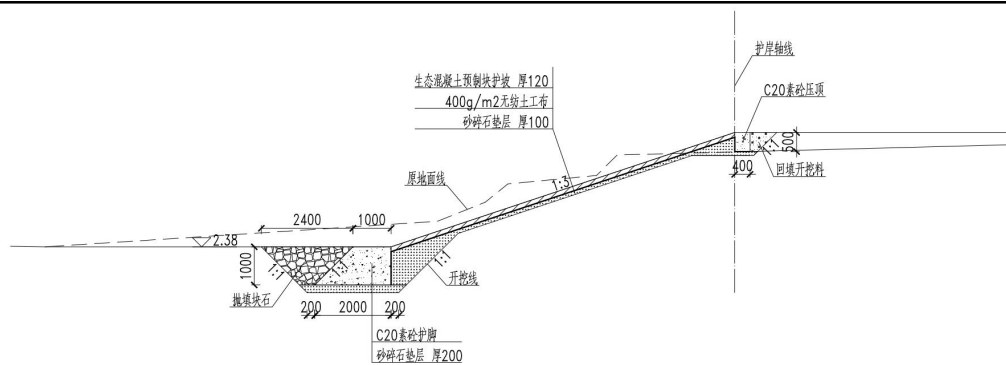 护岸轴线
生态混凝土预制块护坡 厚120
400g/m2无纺土工布
砂碎石垫层 厚100
C20素砼压顶
500
400
回填开挖料
1:3
原地面线
2400
1000
2.38
1000
抛填块石
开挖线
200
2000
200
C20素砼护脚
砂碎石垫层 厚200